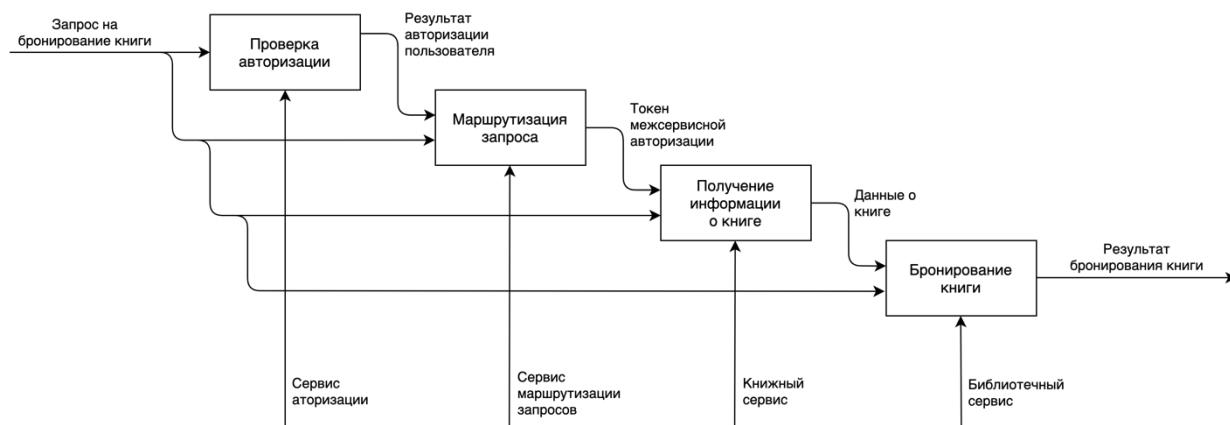 Запрос на
бронирование книги
Проверка
авторизации
Результат
авторизации
пользователя
Маршрутизация
запроса
Токен
межсервисной
авторизации
Получение
информации
о книге
Данные о
книге
Бронирование
книги
Результат
бронирования книги
Сервис
аторизации
Сервис
маршрутизации
запросов
Книжный
сервис
Библиотечный
сервис